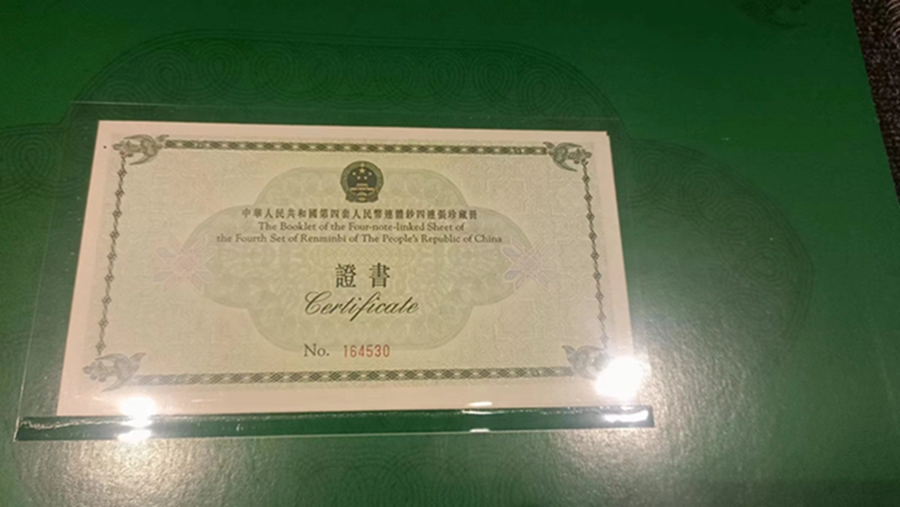 中華人民共和國第四套人民幣連體鈔四連張珍藏冊
The Booklet of the Four-note-linked Sheet of
the Fourth Set of Renminbi of The People's Republic of China
證書
Certificate
No. 164530